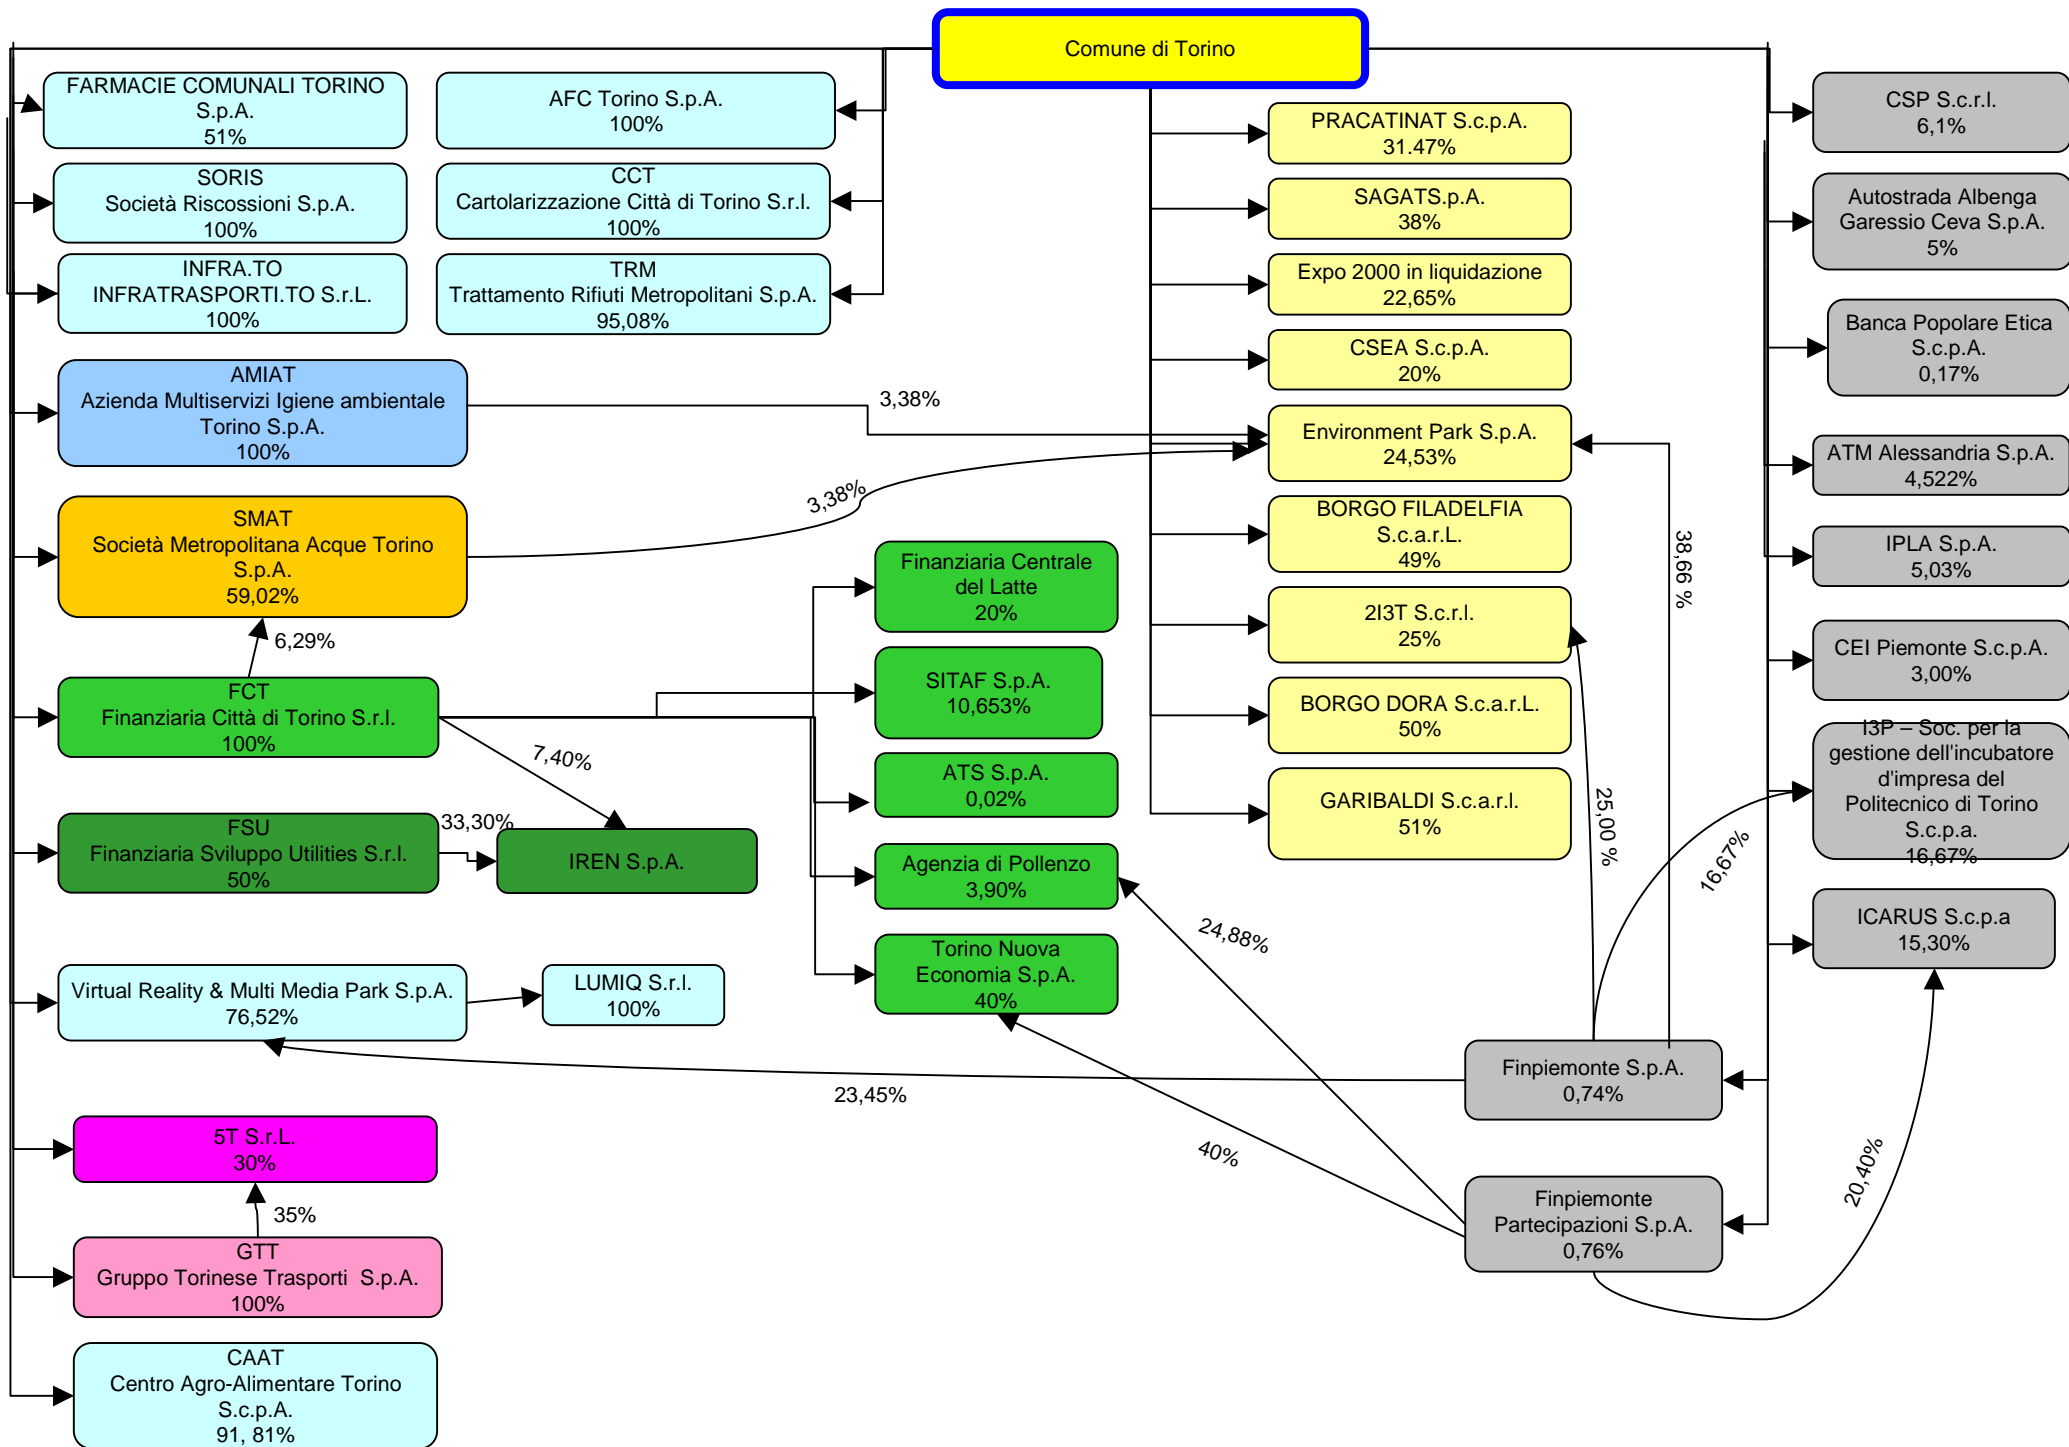 Comune di Torino
FARMACIE COMUNALI TORINO
S.p.A.
51%
SORIS
Società Riscossioni S.p.A.
100%
INFRA.TO
INFRATRASPORTI.TO S.r.L.
100%
AFC Torino S.p.A.
100%
CCT
Cartolarizzazione Città di Torino S.r.l.
100%
TRM
Trattamento Rifiuti Metropolitani S.p.A.
95,08%
AMIAT
Azienda Multiservizi Igiene ambientale
Torino S.p.A.
100%
3,38%
SMAT
Società Metropolitana Acque Torino
S.p.A.
59,02%
3,38%
6,29%
FCT
Finanziaria Città di Torino S.r.l.
100%
7,40%
FSU
Finanziaria Sviluppo Utilities S.r.l.
50%
33,30%
IREN S.p.A.
Virtual Reality & Multi Media Park S.p.A.
76,52%
LUMIQ S.r.l.
100%
23,45%
5T S.r.L.
30%
35%
GTT
Gruppo Torinese Trasporti  S.p.A.
100%
CAAT
Centro Agro-Alimentare Torino
S.c.p.A.
91, 81%
Finanziaria Centrale
del Latte
20%
SITAF S.p.A.
10,653%
ATS S.p.A.
0,02%
Agenzia di Pollenzo
3,90%
Torino Nuova
Economia S.p.A.
40%
24,88%
40%
PRACATINAT S.c.p.A.
31.47%
SAGATS.p.A.
38%
Expo 2000 in liquidazione
22,65%
CSEA S.c.p.A.
20%
Environment Park S.p.A.
24,53%
BORGO FILADELFIA
S.c.a.r.L.
49%
2I3T S.c.r.l.
25%
BORGO DORA S.c.a.r.L.
50%
GARIBALDI S.c.a.r.l.
51%
38,66 %
25,00 %
16,67%
Finpiemonte S.p.A.
0,74%
Finpiemonte
Partecipazioni S.p.A.
0,76%
20,40%
CSP S.c.r.l.
6,1%
Autostrada Albenga
Garessio Ceva S.p.A.
5%
Banca Popolare Etica
S.c.p.A.
0,17%
ATM Alessandria S.p.A.
4,522%
IPLA S.p.A.
5,03%
CEI Piemonte S.c.p.A.
3,00%
I3P – Soc. per la
gestione dell'incubatore
d'impresa del
Politecnico di Torino
S.c.p.a.
16,67%
ICARUS S.c.p.a
15,30%